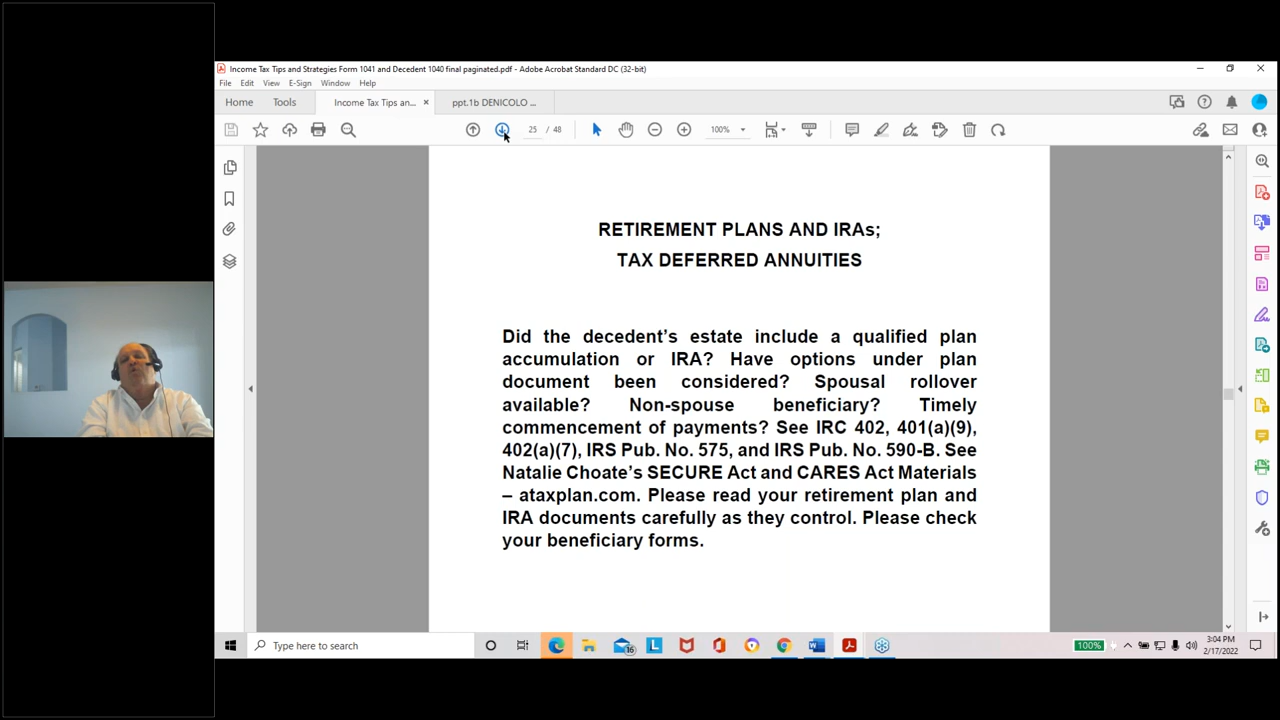 Income Tax Tips and Strategies Form 1041 and Decedent 1040 final paginated.pdf - Adobe Acrobat Standard DC (32-bit)
File Edit View E-Sign Window Help
Home Tools Income Tax Tips an... × ppt.1b DENICOLO ...
25 / 48 100%
RETIREMENT PLANS AND IRAs;
TAX DEFERRED ANNUITIES
Did the decedent’s estate include a qualified plan
accumulation or IRA? Have options under plan
document been considered? Spousal rollover
available? Non-spouse beneficiary? Timely
commencement of payments? See IRC 402, 401(a)(9),
402(a)(7), IRS Pub. No. 575, and IRS Pub. No. 590-B. See
Natalie Choate’s SECURE Act and CARES Act Materials
– ataxplan.com. Please read your retirement plan and
IRA documents carefully as they control. Please check
your beneficiary forms.
Type here to search
16
L
100%
3:04 PM
2/17/2022